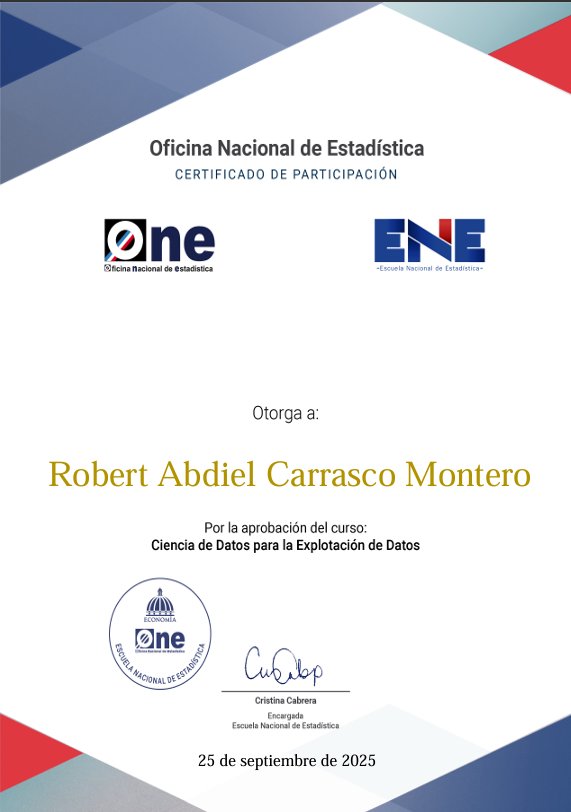 Oficina Nacional de Estadística
CERTIFICADO DE PARTICIPACIÓN
One
Oficina nacional de estadística
ENE
-Escuela Nacional de Estadística-
Otorga a:
Robert Abdiel Carrasco Montero
Por la aprobación del curso:
Ciencia de Datos para la Explotación de Datos
ECONOMÍA
One
Oficina nacional de estadística
ESCUELA NACIONAL DE ESTADÍSTICA
Cristina Cabrera
Encargada
Escuela Nacional de Estadística
25 de septiembre de 2025